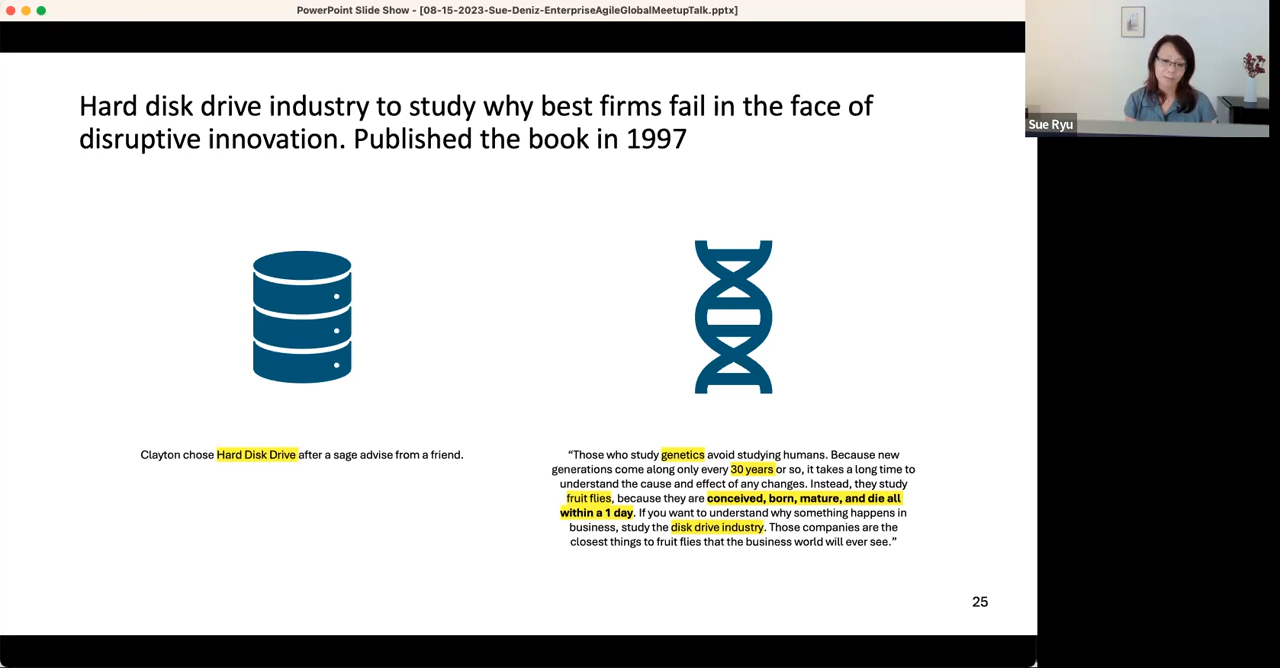 PowerPoint Slide Show - [08-15-2023-Sue-Deniz-EnterpriseAgileGlobalMeetupTalk.pptx]
Sue Ryu
Hard disk drive industry to study why best firms fail in the face of
disruptive innovation. Published the book in 1997
Clayton chose Hard Disk Drive after a sage advise from a friend.
“Those who study genetics avoid studying humans. Because new
generations come along only every 30 years or so, it takes a long time to
understand the cause and effect of any changes. Instead, they study
fruit flies, because they are conceived, born, mature, and die all
within a 1 day. If you want to understand why something happens in
business, study the disk drive industry. Those companies are the
closest things to fruit flies that the business world will ever see.”
25